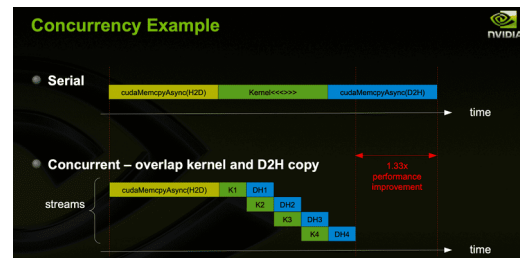 Concurrency Example
NVIDIA
Serial
cudaMemcpyAsync(H2D) Kernel<<<>>> cudaMemcpyAsync(D2H)
time
Concurrent – overlap kernel and D2H copy
1.33x
performance
improvement
streams
cudaMemcpyAsync(H2D) K1 DH1
K2 DH2
K3 DH3
K4 DH4
time